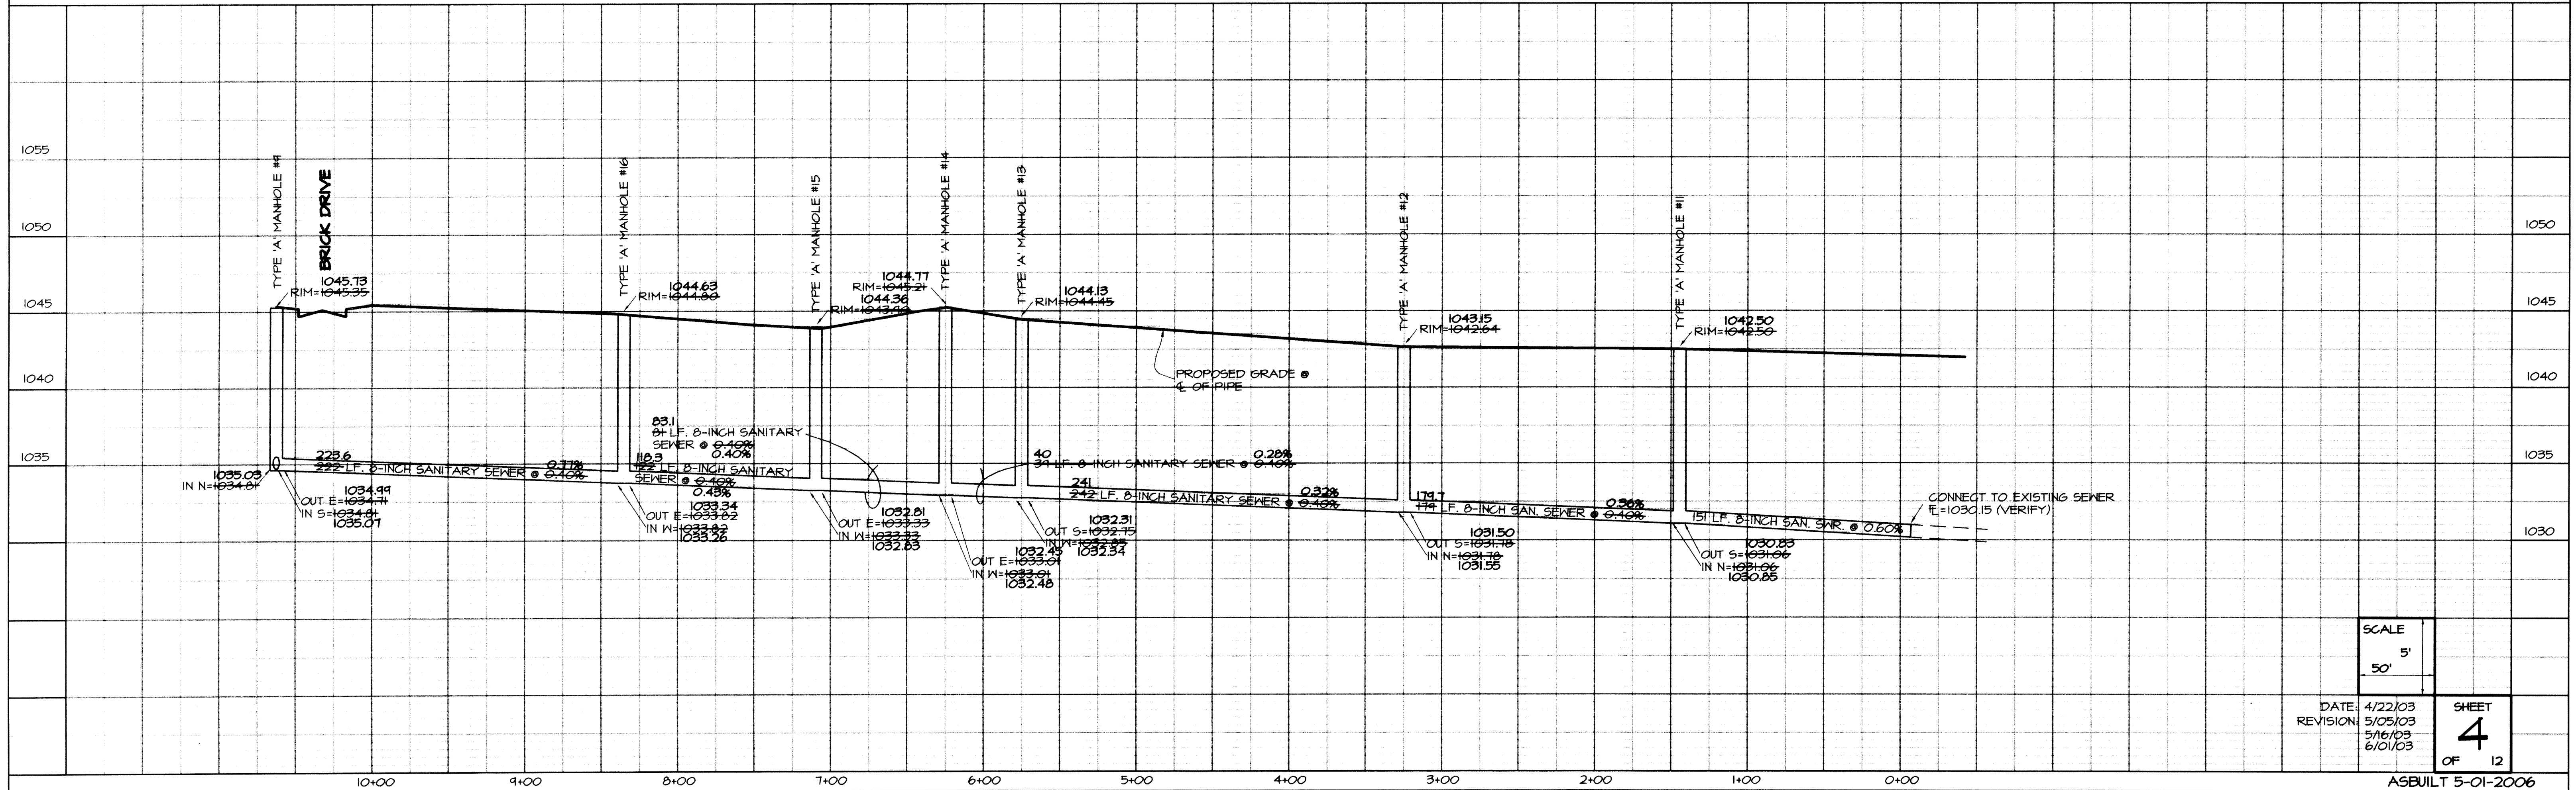 1055
1050
1045
1040
1035
1050
1045
1040
1035
1030
TYPE 'A' MANHOLE #9
BRICK DRIVE
1045.73
RIM=1045.35
TYPE 'A' MANHOLE #16
1044.63
RIM=1044.80
TYPE 'A' MANHOLE #15
1044.36
RIM=1043.90
TYPE 'A' MANHOLE #14
1044.77
RIM=1045.21
TYPE 'A' MANHOLE #13
1044.13
RIM=1044.45
TYPE 'A' MANHOLE #12
1043.15
RIM=1042.64
TYPE 'A' MANHOLE #11
1042.50
RIM=1042.50
PROPOSED GRADE @
℄ OF PIPE
1035.03
IN N=1034.81
1034.99
OUT E=1034.71
IN S=1034.81
1035.07
223.6 0.77%
222 LF. 8-INCH SANITARY SEWER @ 0.40%
118.3
122 LF. 8-INCH SANITARY
SEWER @ 0.40%
0.43%
83.1
81 LF. 8-INCH SANITARY
SEWER @ 0.40%
0.40%
1033.34
OUT E=1033.82
IN W=1033.82
1033.26
1032.81
OUT E=1033.33
IN W=1033.33
1032.83
1032.45
OUT E=1033.01
IN W=1033.01
1032.48
40 0.28%
39 LF. 8-INCH SANITARY SEWER @ 0.40%
241 0.32%
242 LF. 8-INCH SANITARY SEWER @ 0.40%
1032.31
OUT S=1032.75
IN W=1032.85
1032.34
179.7 0.36%
179 LF. 8-INCH SAN. SEWER @ 0.40%
1031.50
OUT S=1031.78
IN N=1031.78
1031.55
151 LF. 8-INCH SAN. SWR. @ 0.60%
1030.83
OUT S=1031.06
IN N=1031.06
1030.85
CONNECT TO EXISTING SEWER
FL=1030.15 (VERIFY)
SCALE
5'
50'
DATE: 4/22/03
REVISION: 5/05/03
5/16/03
6/01/03
SHEET
4
OF 12
10+00 9+00 8+00 7+00 6+00 5+00 4+00 3+00 2+00 1+00 0+00
ASBUILT 5-01-2006